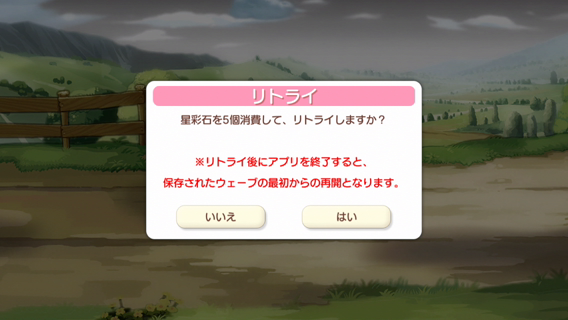 リトライ
星彩石を5個消費して、リトライしますか？
※リトライ後にアプリを終了すると、
保存されたウェーブの最初からの再開となります。
いいえ
はい